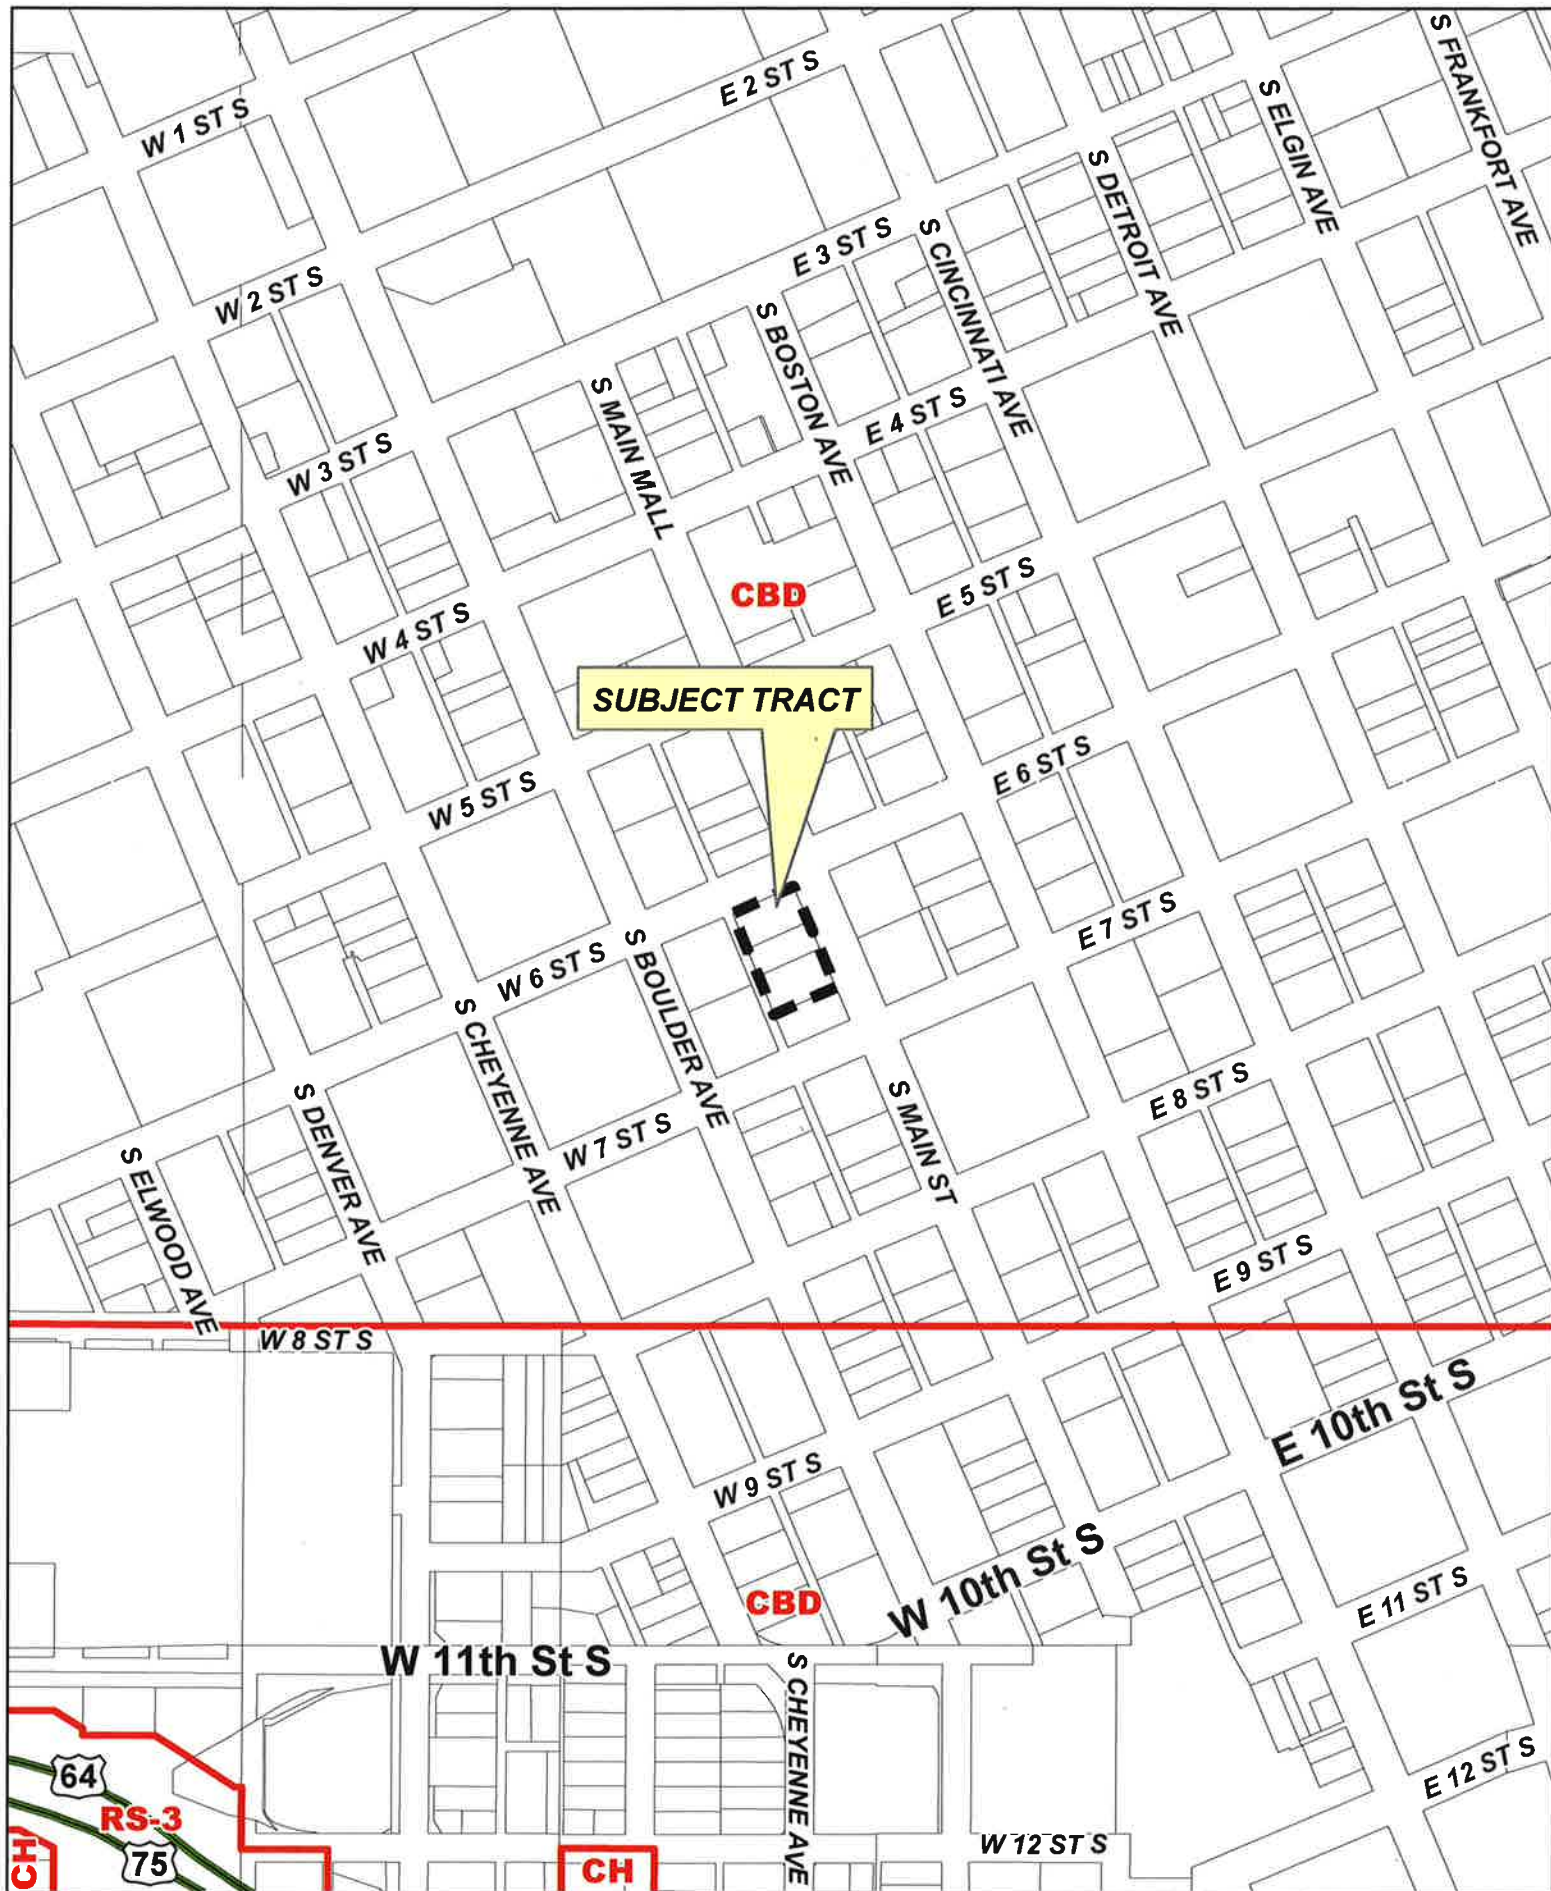 S FRANKFORT AVE
E 2 ST S
S ELGIN AVE
W 1 ST S
S DETROIT AVE
E 3 ST S
S CINCINNATI AVE
W 2 ST S
S BOSTON AVE
S MAIN MALL
E 4 ST S
W 3 ST S
CBD
E 5 ST S
W 4 ST S
SUBJECT TRACT
E 6 ST S
W 5 ST S
E 7 ST S
W 6 ST S
S BOULDER AVE
S CHEYENNE AVE
E 8 ST S
S DENVER AVE
S MAIN ST
W 7 ST S
S ELWOOD AVE
E 9 ST S
W 8 ST S
E 10th St S
W 9 ST S
W 10th St S
CBD
E 11 ST S
W 11th St S
S CHEYENNE AVE
E 12 ST S
64
RS-3
75
W 12 ST S
CH
CH